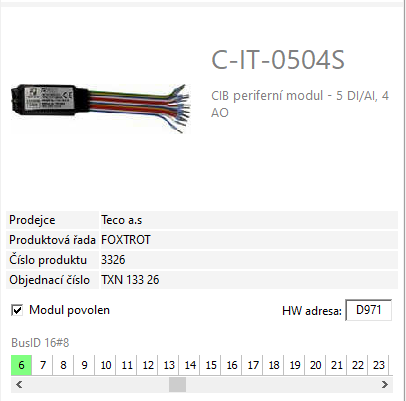 C-IT-0504S
CIB periferní modul - 5 DI/AI, 4
AO
Prodejce Teco a.s
Produktová řada FOXTROT
Číslo produktu 3326
Objednací číslo TXN 133 26
Modul povolen HW adresa: D971
BusID 16#8
6 7 8 9 10 11 12 13 14 15 16 17 18 19 20 21 22 23